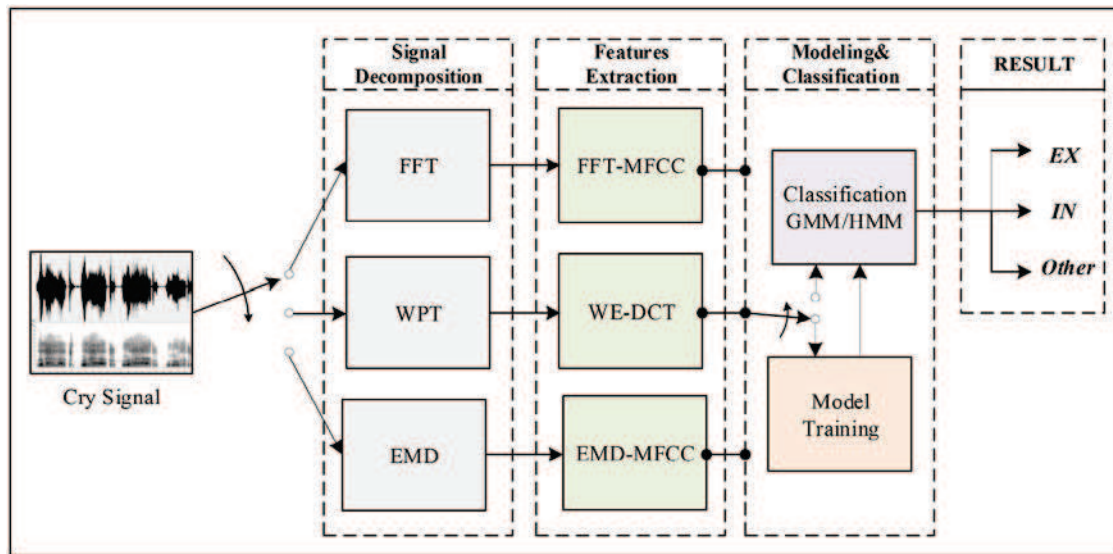 Signal
Decomposition
Features
Extraction
Modeling&
Classification
RESULT
FFT
FFT-MFCC
Classification
GMM/HMM
EX
IN
Other
Cry Signal
WPT
WE-DCT
EMD
EMD-MFCC
Model
Training